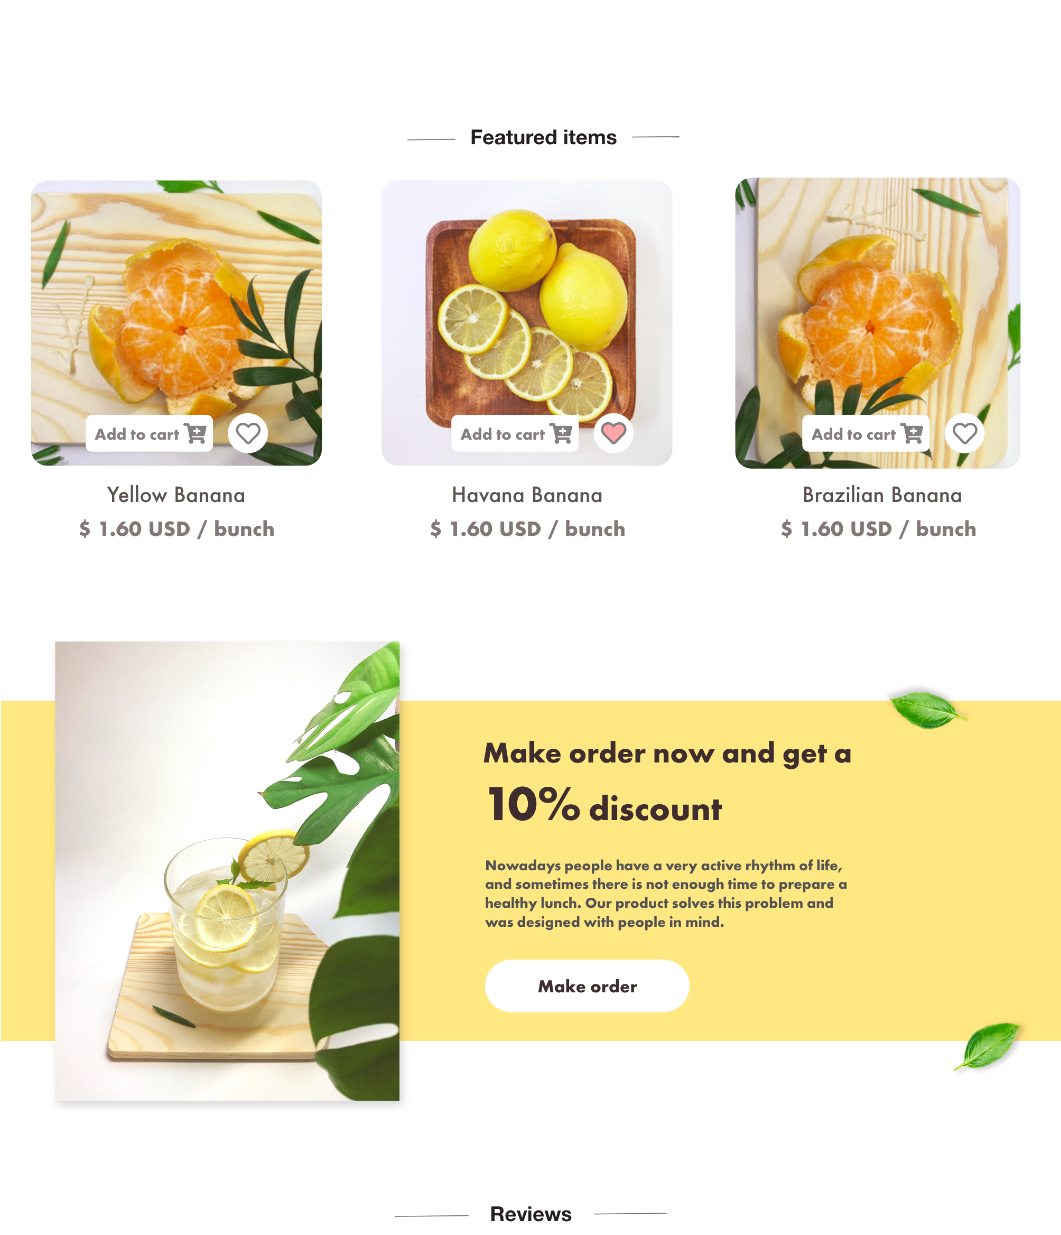 Featured items
Add to cart
Add to cart
Add to cart
Yellow Banana
Havana Banana
Brazilian Banana
$ 1.60 USD / bunch
$ 1.60 USD / bunch
$ 1.60 USD / bunch
Make order now and get a
10% discount
Nowadays people have a very active rhythm of life,
and sometimes there is not enough time to prepare a
healthy lunch. Our product solves this problem and
was designed with people in mind.
Make order
Reviews